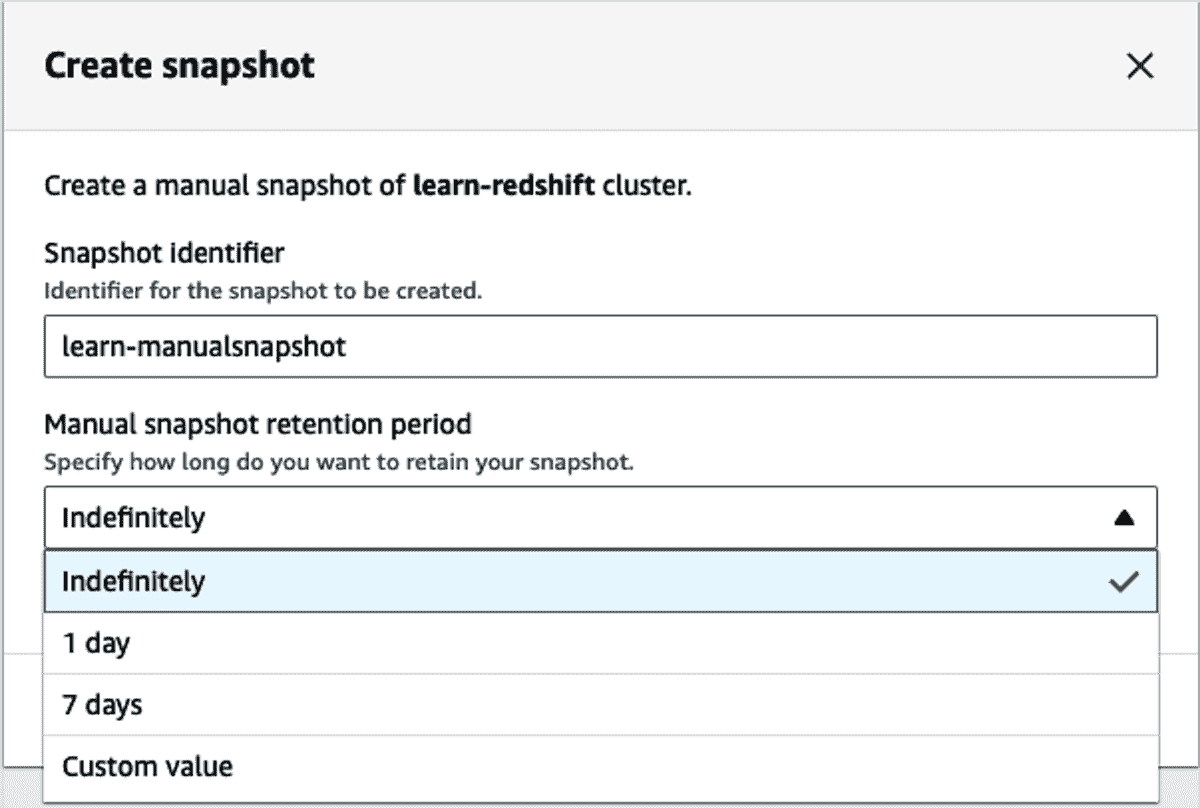 Create snapshot
Create a manual snapshot of learn-redshift cluster.
Snapshot identifier
Identifier for the snapshot to be created.
learn-manualsnapshot
Manual snapshot retention period
Specify how long do you want to retain your snapshot.
Indefinitely
Indefinitely
1 day
7 days
Custom value